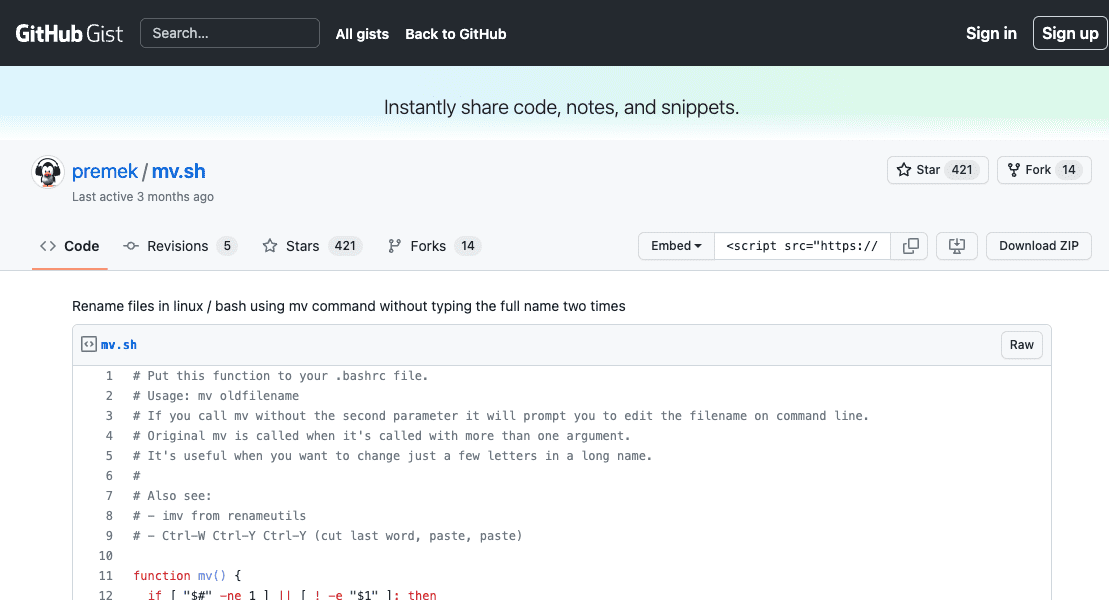 GitHub Gist Search... All gists Back to GitHub Sign in Sign up
Instantly share code, notes, and snippets.
premek / mv.sh Star 421 Fork 14
Last active 3 months ago
Code Revisions 5 Stars 421 Forks 14 Embed <script src="https:// Download ZIP
Rename files in linux / bash using mv command without typing the full name two times
mv.sh Raw
1 # Put this function to your .bashrc file.
2 # Usage: mv oldfilename
3 # If you call mv without the second parameter it will prompt you to edit the filename on command line.
4 # Original mv is called when it's called with more than one argument.
5 # It's useful when you want to change just a few letters in a long name.
6 #
7 # Also see:
8 # - imv from renameutils
9 # - Ctrl-W Ctrl-Y Ctrl-Y (cut last word, paste, paste)
10
11 function mv() {
12 if [ "$#" -ne 1 ] || [ ! -e "$1" ]; then